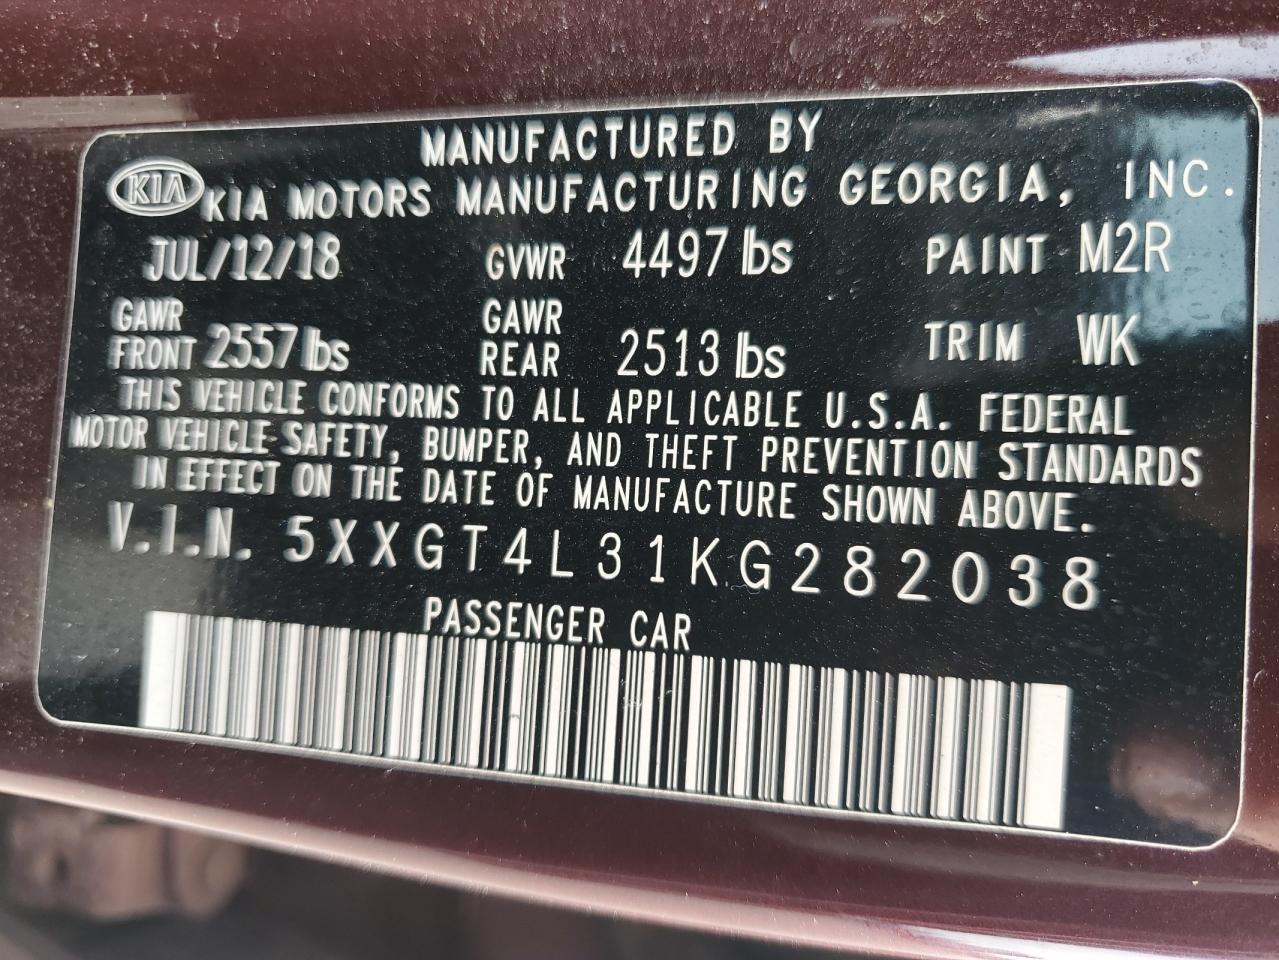 MANUFACTURED BY
KIA KIA MOTORS MANUFACTURING GEORGIA, INC.
JUL/12/18 GVWR 4497 lbs PAINT M2R
GAWR FRONT 2557 lbs GAWR REAR 2513 lbs TRIM WK
THIS VEHICLE CONFORMS TO ALL APPLICABLE U.S.A. FEDERAL
MOTOR VEHICLE SAFETY, BUMPER, AND THEFT PREVENTION STANDARDS
IN EFFECT ON THE DATE OF MANUFACTURE SHOWN ABOVE.
V.I.N. 5XXGT4L31KG282038
PASSENGER CAR